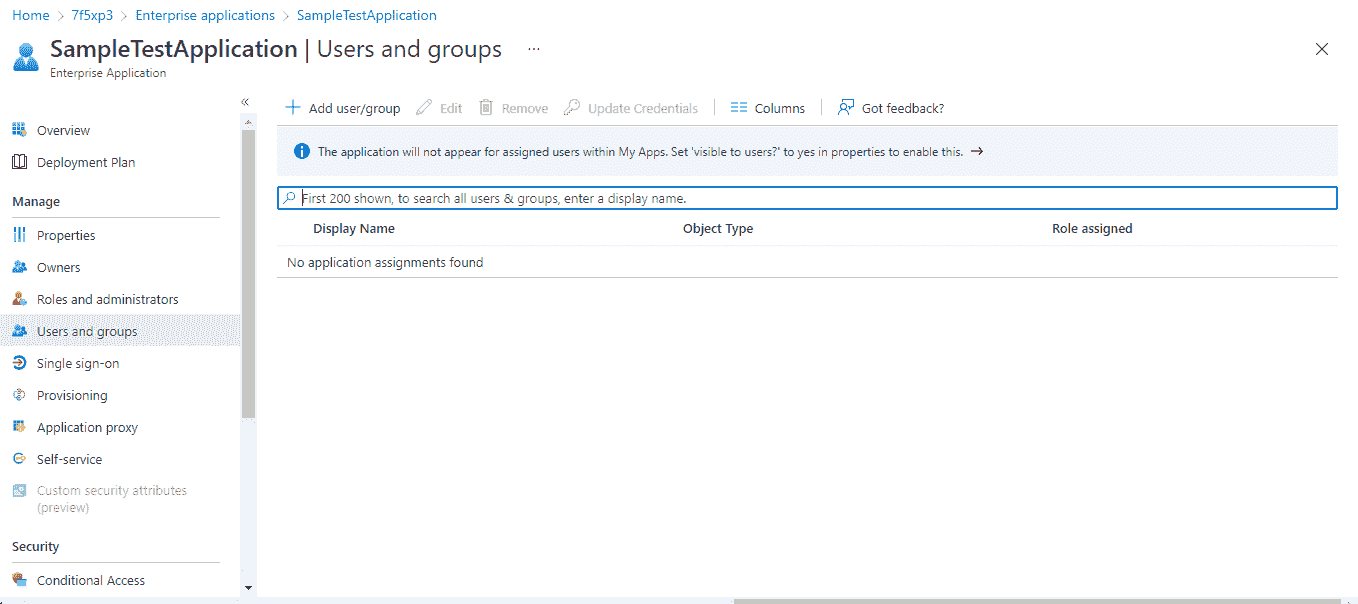 Home > 7f5xp3 > Enterprise applications > SampleTestApplication
SampleTestApplication | Users and groups ...
Enterprise Application
«
Overview
Deployment Plan
Manage
Properties
Owners
Roles and administrators
Users and groups
Single sign-on
Provisioning
Application proxy
Self-service
Custom security attributes
(preview)
Security
Conditional Access
Add user/group Edit Remove Update Credentials | Columns | Got feedback?
The application will not appear for assigned users within My Apps. Set 'visible to users?' to yes in properties to enable this. →
First 200 shown, to search all users & groups, enter a display name.
Display Name Object Type Role assigned
No application assignments found